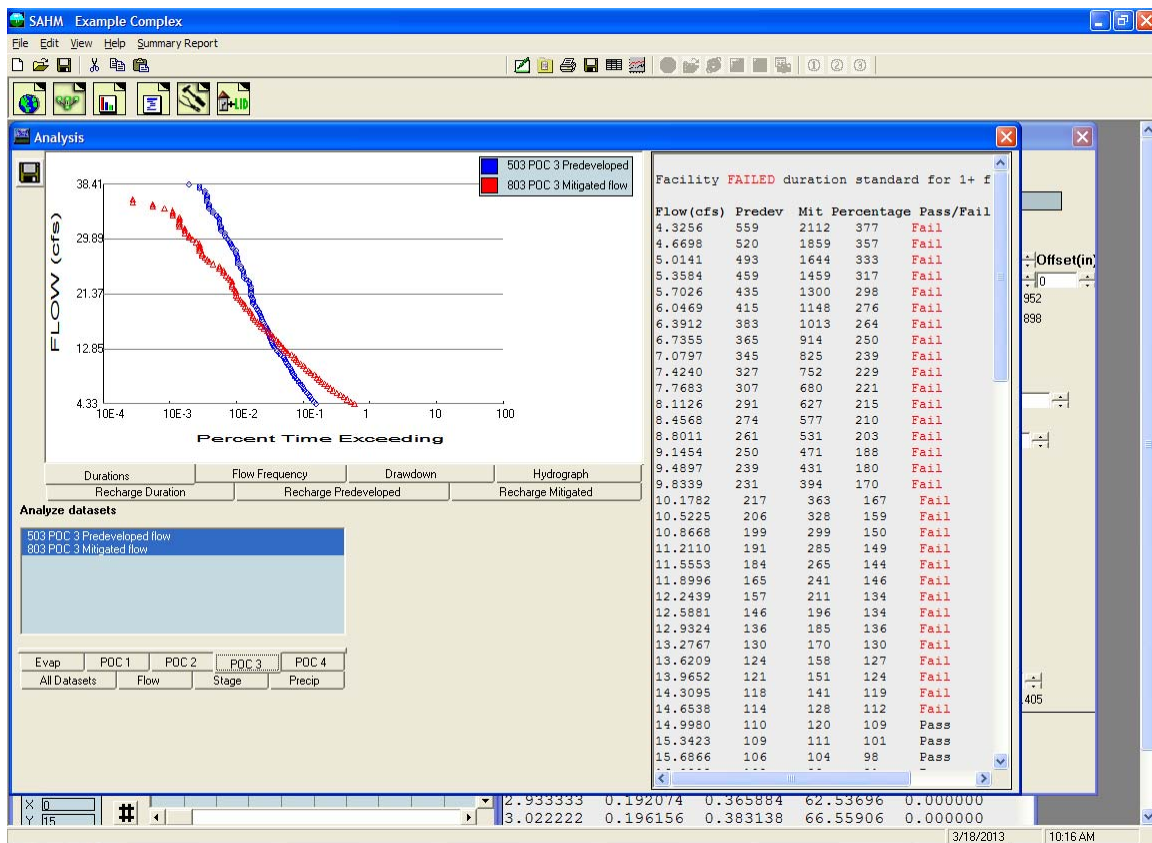 SAHM Example Complex
File Edit View Help Summary Report
Analysis
503 POC 3 Predeveloped
803 POC 3 Mitigated flow
FLOW (cfs)
38.41
29.89
21.37
12.85
4.33
10E-4 10E-3 10E-2 10E-1 1 10 100
Percent Time Exceeding
Durations Flow Frequency Drawdown Hydrograph
Recharge Duration Recharge Predeveloped Recharge Mitigated
Analyze datasets
503 POC 3 Predeveloped flow
803 POC 3 Mitigated flow
Evap POC 1 POC 2 POC 3 POC 4
All Datasets Flow Stage Precip
Facility FAILED duration standard for 1+ f
Flow(cfs) Predev Mit Percentage Pass/Fail
4.3256 559 2112 377 Fail
4.6698 520 1859 357 Fail
5.0141 493 1644 333 Fail
5.3584 459 1459 317 Fail
5.7026 435 1300 298 Fail
6.0469 415 1148 276 Fail
6.3912 383 1013 264 Fail
6.7355 365 914 250 Fail
7.0797 345 825 239 Fail
7.4240 327 752 229 Fail
7.7683 307 680 221 Fail
8.1126 291 627 215 Fail
8.4568 274 577 210 Fail
8.8011 261 531 203 Fail
9.1454 250 471 188 Fail
9.4897 239 431 180 Fail
9.8339 231 394 170 Fail
10.1782 217 363 167 Fail
10.5225 206 328 159 Fail
10.8668 199 299 150 Fail
11.2110 191 285 149 Fail
11.5553 184 265 144 Fail
11.8996 165 241 146 Fail
12.2439 157 211 134 Fail
12.5881 146 196 134 Fail
12.9324 136 185 136 Fail
13.2767 130 170 130 Fail
13.6209 124 158 127 Fail
13.9652 121 151 124 Fail
14.3095 118 141 119 Fail
14.6538 114 128 112 Fail
14.9980 110 120 109 Pass
15.3423 109 111 101 Pass
15.6866 106 104 98 Pass
Offset(in)
0
952
898
405
X 0
Y 15
#
2.933333 0.192074 0.365884 62.53696 0.000000
3.022222 0.196156 0.383138 66.55906 0.000000
3/18/2013 10:16 AM